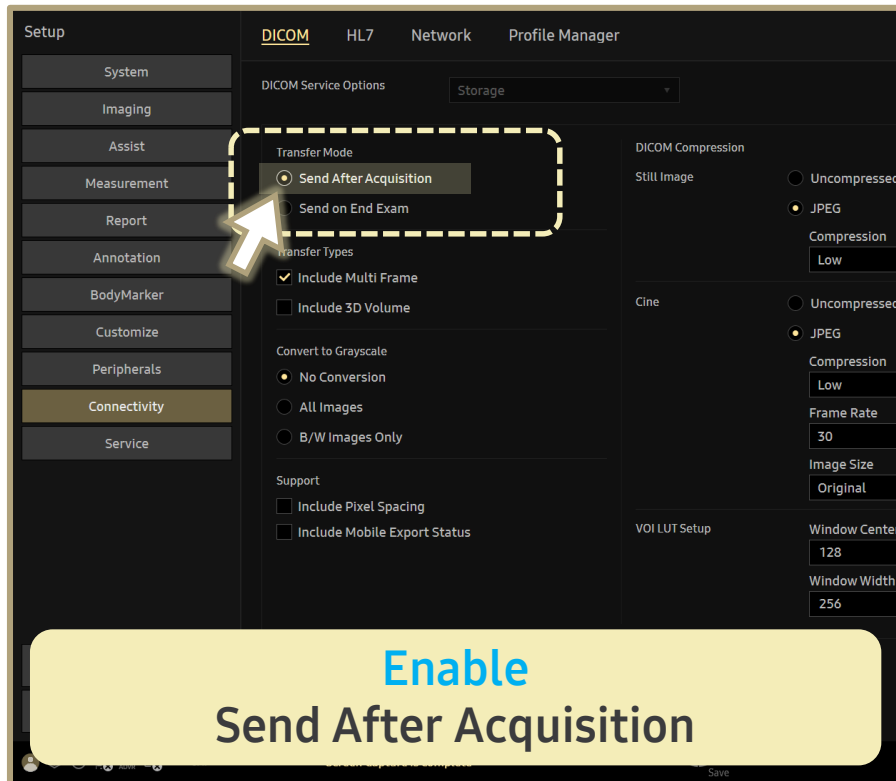 Setup
DICOM HL7 Network Profile Manager
System
Imaging
Assist
Measurement
Report
Annotation
BodyMarker
Customize
Peripherals
Connectivity
Service
DICOM Service Options Storage
Transfer Mode
Send After Acquisition
Send on End Exam
Transfer Types
Include Multi Frame
Include 3D Volume
Convert to Grayscale
No Conversion
All Images
B/W Images Only
Support
Include Pixel Spacing
Include Mobile Export Status
DICOM Compression
Still Image
Uncompressed
JPEG
Compression
Low
Cine
Uncompressed
JPEG
Compression
Low
Frame Rate
30
Image Size
Original
VOI LUT Setup
Window Center
128
Window Width
256
Enable
Send After Acquisition
Save